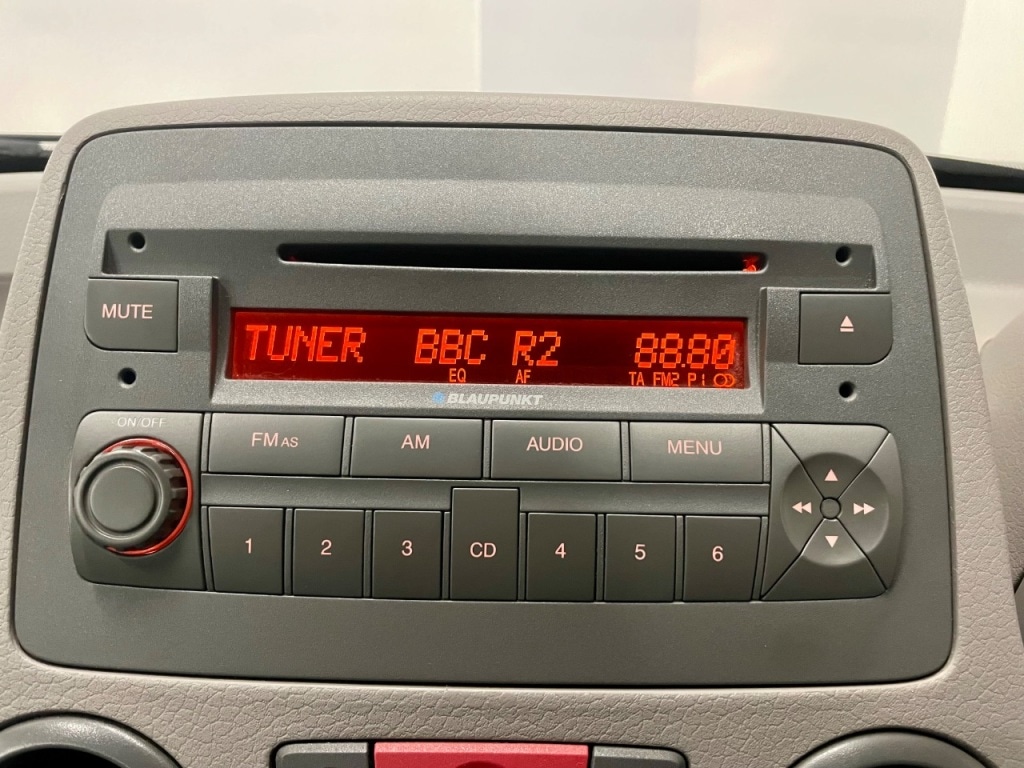 MUTE
TUNER BBC R2 88.80
EQ AF TA FM2 P1
BLAUPUNKT
ON/OFF
FM AS AM AUDIO MENU
1 2 3 CD 4 5 6